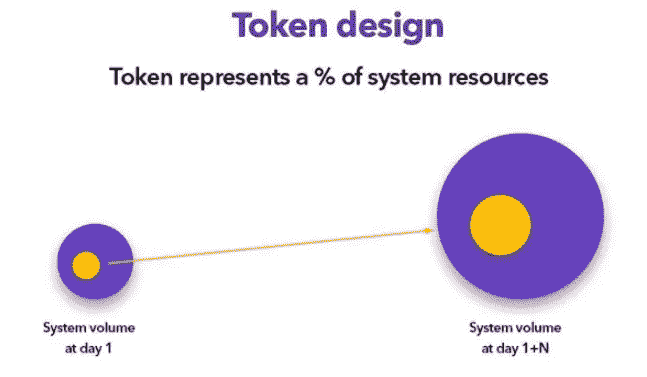 Token design
Token represents a % of system resources
System volume
at day 1
System volume
at day 1+N